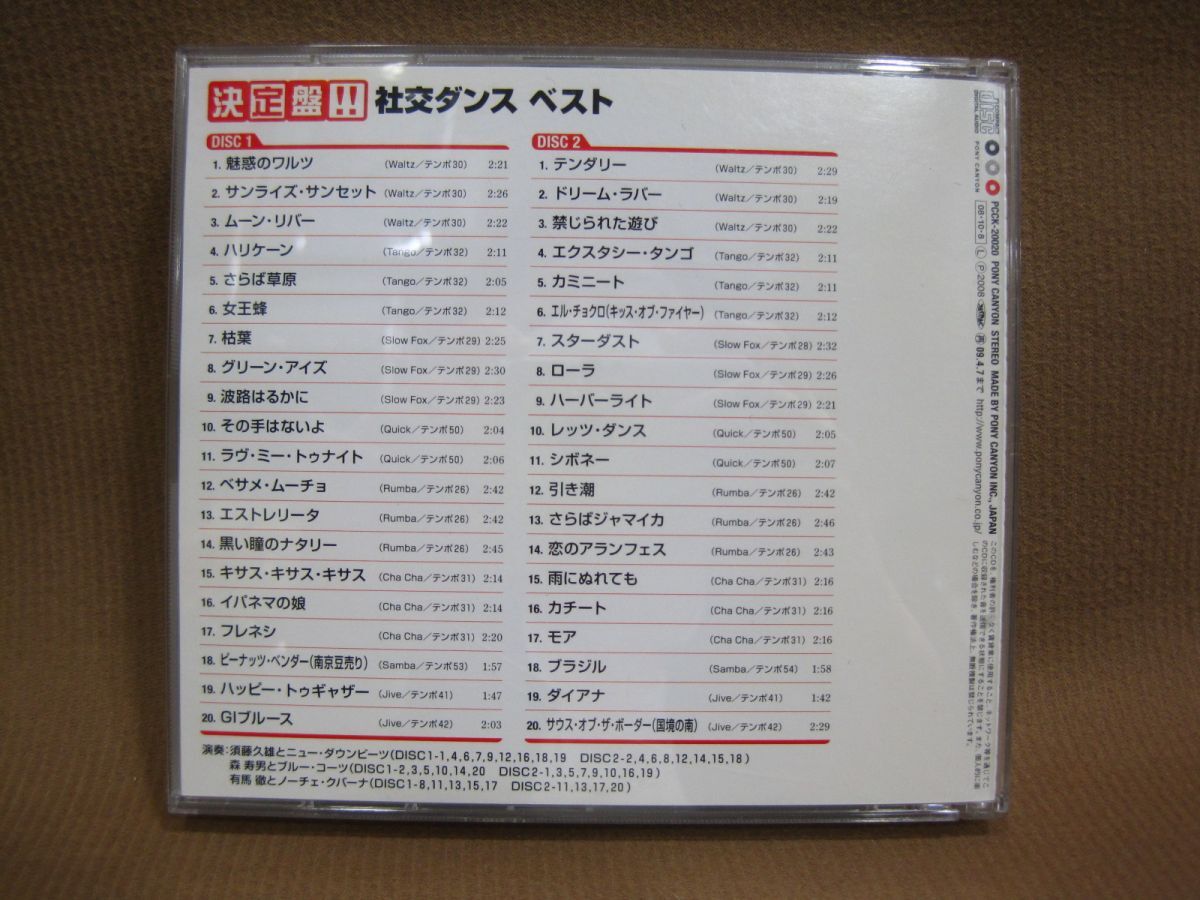 決定盤!! 社交ダンス ベスト
DISC 1
1. 魅惑のワルツ (Waltz/テンポ30) 2:21
2. サンライズ・サンセット (Waltz/テンポ30) 2:26
3. ムーン・リバー (Waltz/テンポ30) 2:22
4. ハリケーン (Tango/テンポ32) 2:11
5. さらば草原 (Tango/テンポ32) 2:05
6. 女王蜂 (Tango/テンポ32) 2:12
7. 枯葉 (Slow Fox/テンポ29) 2:25
8. グリーン・アイズ (Slow Fox/テンポ29) 2:30
9. 波路はるかに (Slow Fox/テンポ29) 2:23
10. その手はないよ (Quick/テンポ50) 2:04
11. ラヴ・ミー・トゥナイト (Quick/テンポ50) 2:06
12. ベサメ・ムーチョ (Rumba/テンポ26) 2:42
13. エストレリータ (Rumba/テンポ26) 2:42
14. 黒い瞳のナタリー (Rumba/テンポ26) 2:45
15. キサス・キサス・キサス (Cha Cha/テンポ31) 2:14
16. イパネマの娘 (Cha Cha/テンポ31) 2:14
17. フレネシ (Cha Cha/テンポ31) 2:20
18. ピーナッツ・ベンダー(南京豆売り) (Samba/テンポ53) 1:57
19. ハッピー・トゥギャザー (Jive/テンポ41) 1:47
20. GIブルース (Jive/テンポ42) 2:03
DISC 2
1. テンダリー (Waltz/テンポ30) 2:29
2. ドリーム・ラバー (Waltz/テンポ30) 2:19
3. 禁じられた遊び (Waltz/テンポ30) 2:22
4. エクスタシー・タンゴ (Tango/テンポ32) 2:11
5. カミニート (Tango/テンポ32) 2:11
6. エル・チョクロ(キッス・オブ・ファイヤー) (Tango/テンポ32) 2:12
7. スターダスト (Slow Fox/テンポ28) 2:32
8. ローラ (Slow Fox/テンポ29) 2:26
9. ハーバーライト (Slow Fox/テンポ29) 2:21
10. レッツ・ダンス (Quick/テンポ50) 2:05
11. シボネー (Quick/テンポ50) 2:07
12. 引き潮 (Rumba/テンポ26) 2:42
13. さらばジャマイカ (Rumba/テンポ26) 2:46
14. 恋のアランフェス (Rumba/テンポ26) 2:43
15. 雨にぬれても (Cha Cha/テンポ31) 2:16
16. カチート (Cha Cha/テンポ31) 2:16
17. モア (Cha Cha/テンポ31) 2:16
18. ブラジル (Samba/テンポ54) 1:58
19. ダイアナ (Jive/テンポ41) 1:42
20. サウス・オブ・ザ・ボーダー(国境の南) (Jive/テンポ42) 2:29
演奏:須藤久雄とニュー・ダウンビーツ(DISC1-1,4,6,7,9,12,16,18,19 DISC2-2,4,6,8,12,14,15,18)
森 寿男とブルー・コーツ(DISC1-2,3,5,10,14,20 DISC2-1,3,5,7,9,10,16,19)
有馬 徹とノーチェ・クバーナ(DISC1-8,11,13,15,17 DISC2-11,13,17,20)
COMPACT DISC DIGITAL AUDIO
PONY CANYON
PCCK-20020 PONY CANYON STEREO MADE BY PONY CANYON INC., JAPAN
08・10・8 L P2008 再 09.4.7まで http://www.ponycanyon.co.jp/